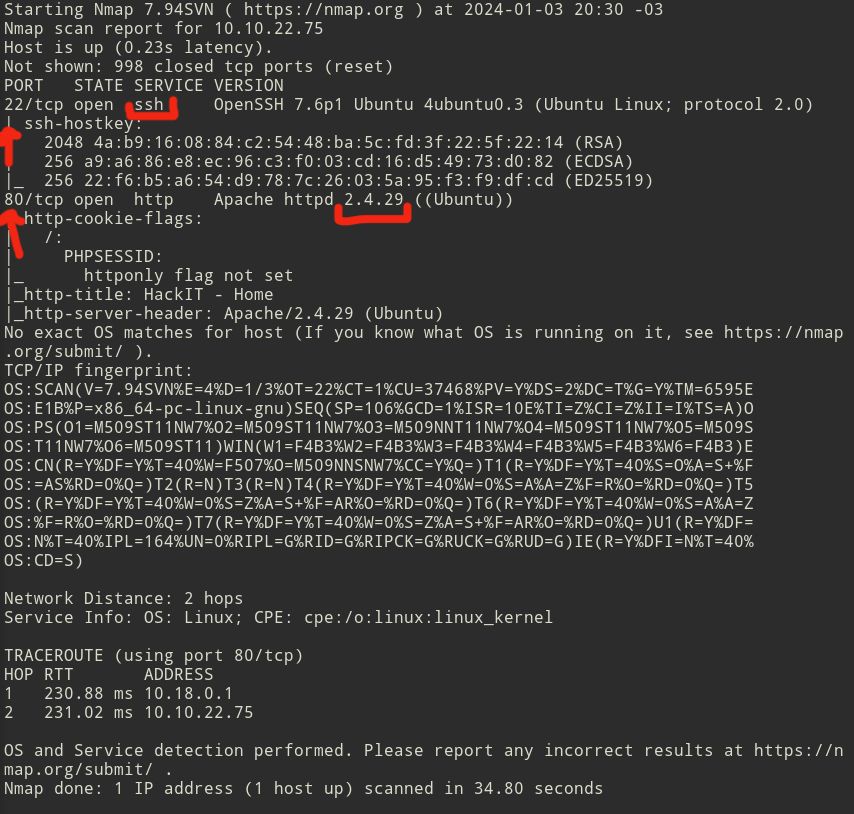 Starting Nmap 7.94SVN ( https://nmap.org ) at 2024-01-03 20:30 -03
Nmap scan report for 10.10.22.75
Host is up (0.23s latency).
Not shown: 998 closed tcp ports (reset)
PORT   STATE SERVICE VERSION
22/tcp open  ssh     OpenSSH 7.6p1 Ubuntu 4ubuntu0.3 (Ubuntu Linux; protocol 2.0)
| ssh-hostkey:
    2048 4a:b9:16:08:84:c2:54:48:ba:5c:fd:3f:22:5f:22:14 (RSA)
    256 a9:a6:86:e8:ec:96:c3:f0:03:cd:16:d5:49:73:d0:82 (ECDSA)
|_  256 22:f6:b5:a6:54:d9:78:7c:26:03:5a:95:f3:f9:df:cd (ED25519)
80/tcp open  http    Apache httpd 2.4.29 ((Ubuntu))
  http-cookie-flags:
|   /:
|     PHPSESSID:
|_      httponly flag not set
|_http-title: HackIT - Home
|_http-server-header: Apache/2.4.29 (Ubuntu)
No exact OS matches for host (If you know what OS is running on it, see https://nmap
.org/submit/ ).
TCP/IP fingerprint:
OS:SCAN(V=7.94SVN%E=4%D=1/3%OT=22%CT=1%CU=37468%PV=Y%DS=2%DC=T%G=Y%TM=6595E
OS:E1B%P=x86_64-pc-linux-gnu)SEQ(SP=106%GCD=1%ISR=10E%TI=Z%CI=Z%II=I%TS=A)O
OS:PS(O1=M509ST11NW7%O2=M509ST11NW7%O3=M509NNT11NW7%O4=M509ST11NW7%O5=M509S
OS:T11NW7%O6=M509ST11)WIN(W1=F4B3%W2=F4B3%W3=F4B3%W4=F4B3%W5=F4B3%W6=F4B3)E
OS:CN(R=Y%DF=Y%T=40%W=F507%O=M509NNSNW7%CC=Y%Q=)T1(R=Y%DF=Y%T=40%S=O%A=S+%F
OS:=AS%RD=0%Q=)T2(R=N)T3(R=N)T4(R=Y%DF=Y%T=40%W=0%S=A%A=Z%F=R%O=%RD=0%Q=)T5
OS:(R=Y%DF=Y%T=40%W=0%S=Z%A=S+%F=AR%O=%RD=0%Q=)T6(R=Y%DF=Y%T=40%W=0%S=A%A=Z
OS:%F=R%O=%RD=0%Q=)T7(R=Y%DF=Y%T=40%W=0%S=Z%A=S+%F=AR%O=%RD=0%Q=)U1(R=Y%DF=
OS:N%T=40%IPL=164%UN=0%RIPL=G%RID=G%RIPCK=G%RUCK=G%RUD=G)IE(R=Y%DFI=N%T=40%
OS:CD=S)

Network Distance: 2 hops
Service Info: OS: Linux; CPE: cpe:/o:linux:linux_kernel

TRACEROUTE (using port 80/tcp)
HOP RTT       ADDRESS
1   230.88 ms 10.18.0.1
2   231.02 ms 10.10.22.75

OS and Service detection performed. Please report any incorrect results at https://n
map.org/submit/ .
Nmap done: 1 IP address (1 host up) scanned in 34.80 seconds